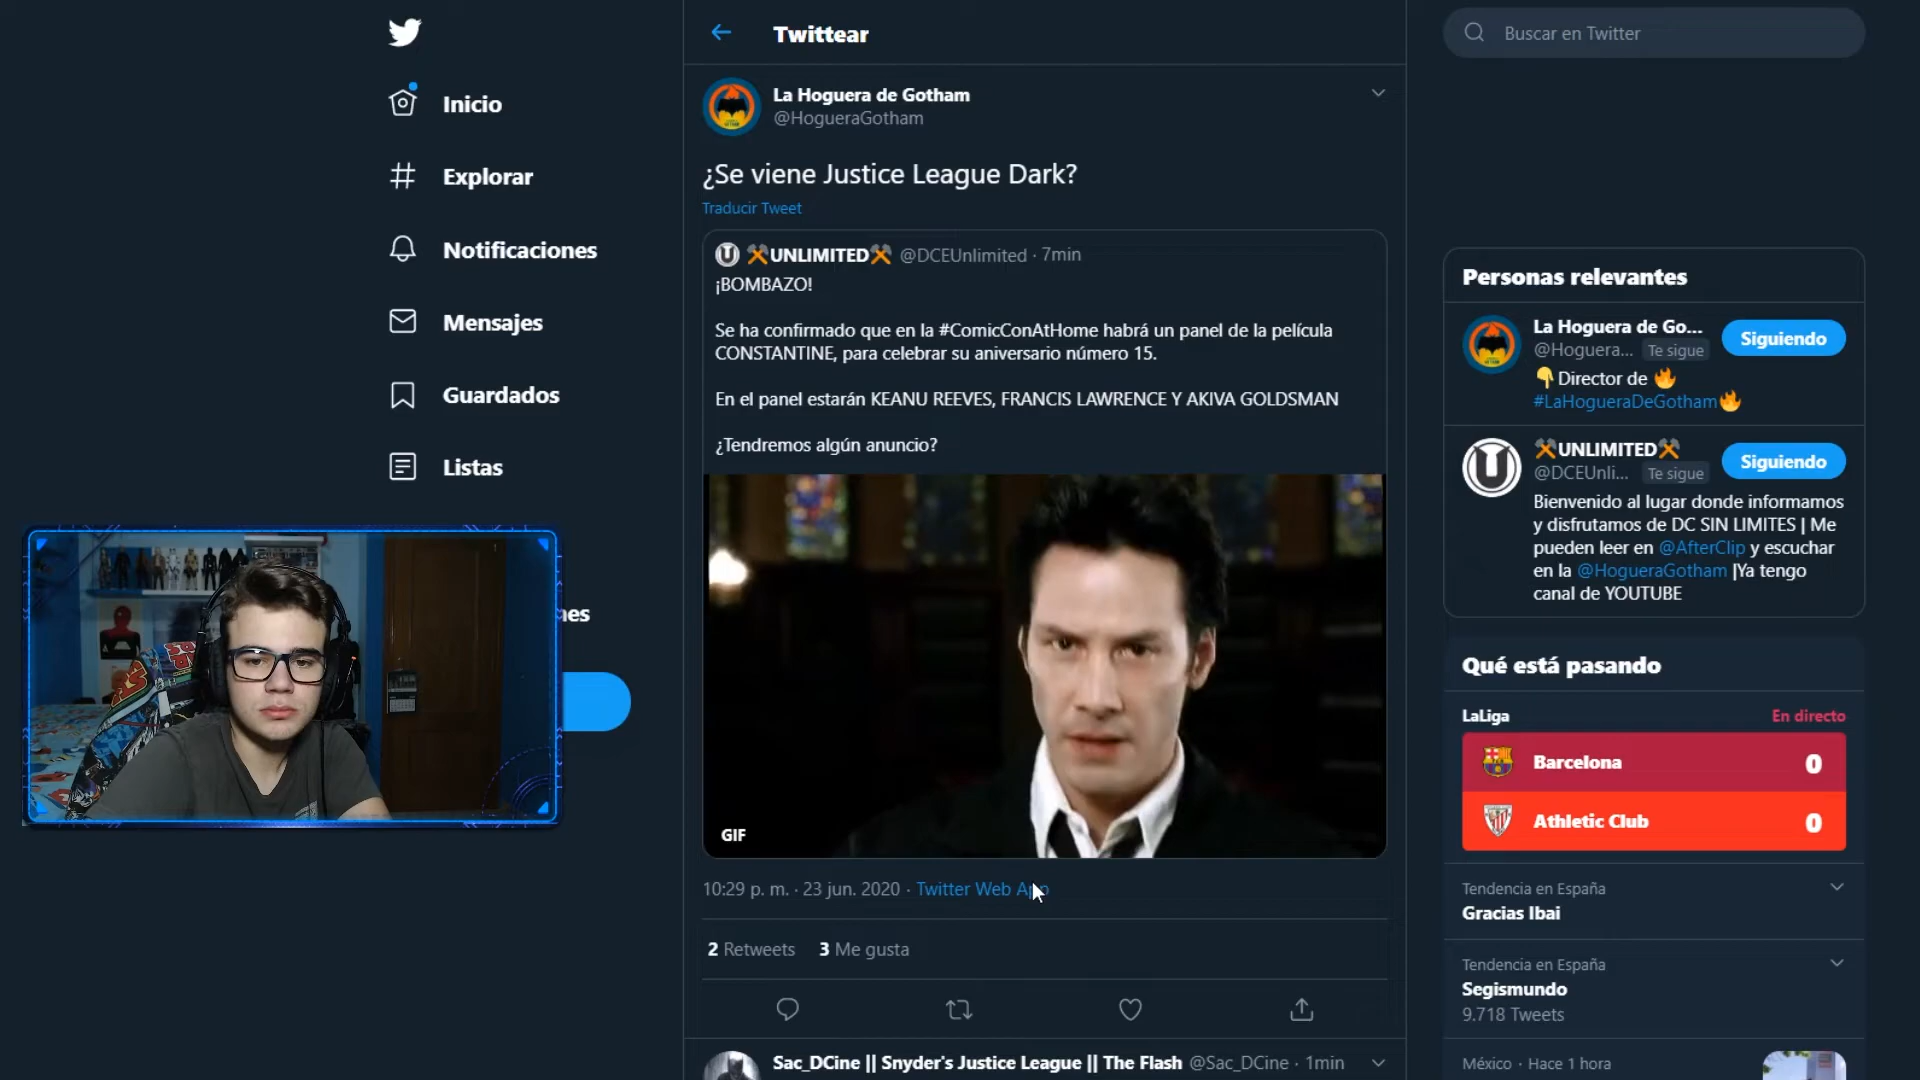 Inicio
Explorar
Notificaciones
Mensajes
Guardados
Listas
nes
Twittear
La Hoguera de Gotham
@HogueraGotham
¿Se viene Justice League Dark?
Traducir Tweet
⚒UNLIMITED⚒ @DCEUnlimited · 7min
¡BOMBAZO!
Se ha confirmado que en la #ComicConAtHome habrá un panel de la película
CONSTANTINE, para celebrar su aniversario número 15.
En el panel estarán KEANU REEVES, FRANCIS LAWRENCE Y AKIVA GOLDSMAN
¿Tendremos algún anuncio?
GIF
10:29 p. m. · 23 jun. 2020 · Twitter Web App
2 Retweets 3 Me gusta
Sac_DCine || Snyder's Justice League || The Flash @Sac_DCine · 1min
Buscar en Twitter
Personas relevantes
La Hoguera de Go...
@Hoguera... Te sigue
Siguiendo
👇Director de 🔥
#LaHogueraDeGotham🔥
⚒UNLIMITED⚒
@DCEUnli... Te sigue
Siguiendo
Bienvenido al lugar donde informamos
y disfrutamos de DC SIN LIMITES | Me
pueden leer en @AfterClip y escuchar
en la @HogueraGotham |Ya tengo
canal de YOUTUBE
Qué está pasando
LaLiga En directo
Barcelona 0
Athletic Club 0
Tendencia en España
Gracias Ibai
Tendencia en España
Segismundo
9.718 Tweets
México · Hace 1 hora